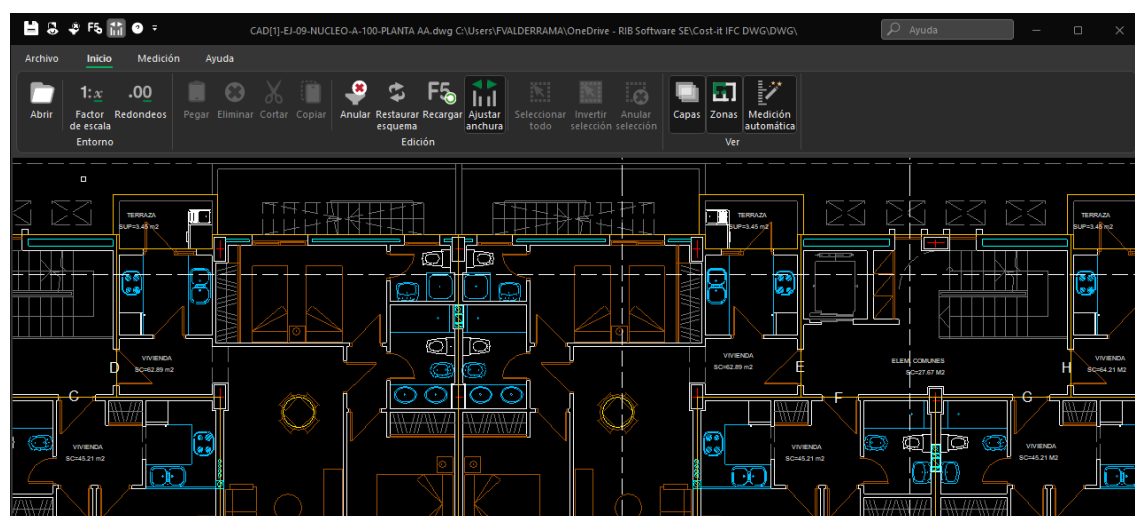 F5
CAD[1]-EJ-09-NUCLEO-A-100-PLANTA AA.dwg C:\Users\FVALDERRAMA\OneDrive - RIB Software SE\Cost-it IFC DWG\DWG\
Ayuda
Archivo Inicio Medición Ayuda
1:x .00 F5
Abrir Factor de escala Redondeos Pegar Eliminar Cortar Copiar Anular Restaurar esquema Recargar Ajustar anchura Seleccionar todo Invertir selección Anular selección Capas Zonas Medición automática
Entorno Edición Ver
TERRAZA TERRAZA TERRAZA
SUP=3.45 m2 SUP=3.45 m2 SUP=3.45 m2
VIVIENDA VIVIENDA ELEM. COMUNES VIVIENDA
D SC=62.89 m2 SC=62.89 m2 E SC=27.67 M2 H SC=64.21 M2
C F G
VIVIENDA VIVIENDA VIVIENDA
SC=45.21 m2 SC=45.21 m2 SC=45.21 M2